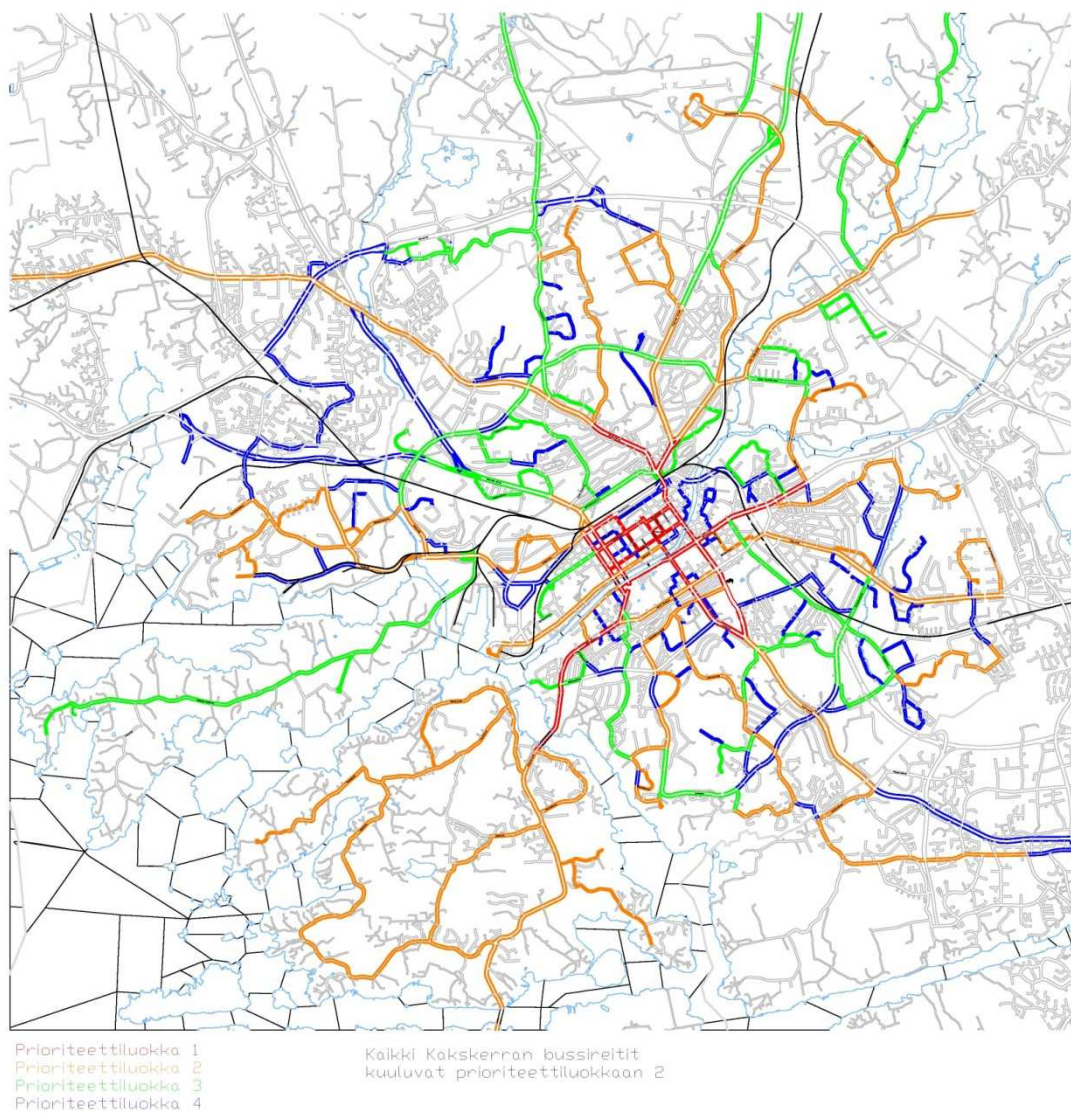 Prioriteettiluokka 1
Prioriteettiluokka 2
Prioriteettiluokka 3
Prioriteettiluokka 4
Kaikki Kakskerran bussireitit
kuuluvat prioriteettiluokkaan 2